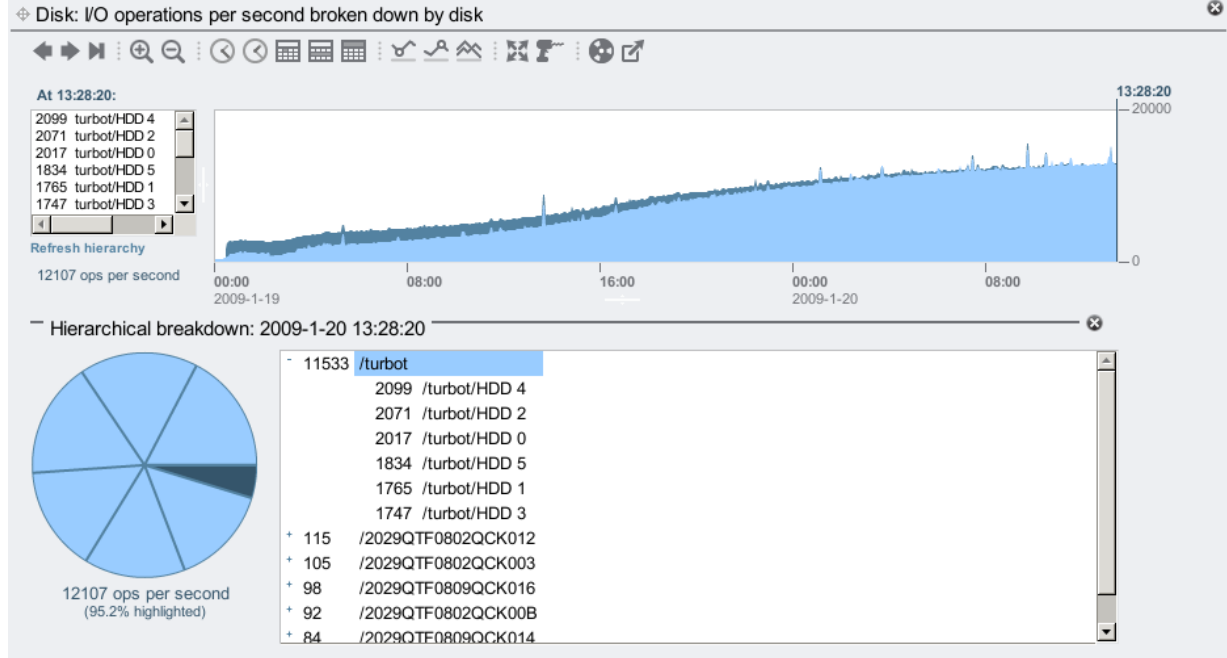 Disk: I/O operations per second broken down by disk
At 13:28:20:
2099 turbot/HDD 4
2071 turbot/HDD 2
2017 turbot/HDD 0
1834 turbot/HDD 5
1765 turbot/HDD 1
1747 turbot/HDD 3
Refresh hierarchy
12107 ops per second
13:28:20
20000
0
00:00 08:00 16:00 00:00 08:00
2009-1-19 2009-1-20
Hierarchical breakdown: 2009-1-20 13:28:20
12107 ops per second
(95.2% highlighted)
- 11533 /turbot
2099 /turbot/HDD 4
2071 /turbot/HDD 2
2017 /turbot/HDD 0
1834 /turbot/HDD 5
1765 /turbot/HDD 1
1747 /turbot/HDD 3
+ 115 /2029QTF0802QCK012
+ 105 /2029QTF0802QCK003
+ 98 /2029QTF0809QCK016
+ 92 /2029QTF0802QCK00B
+ 84 /2029QTF0809QCK014